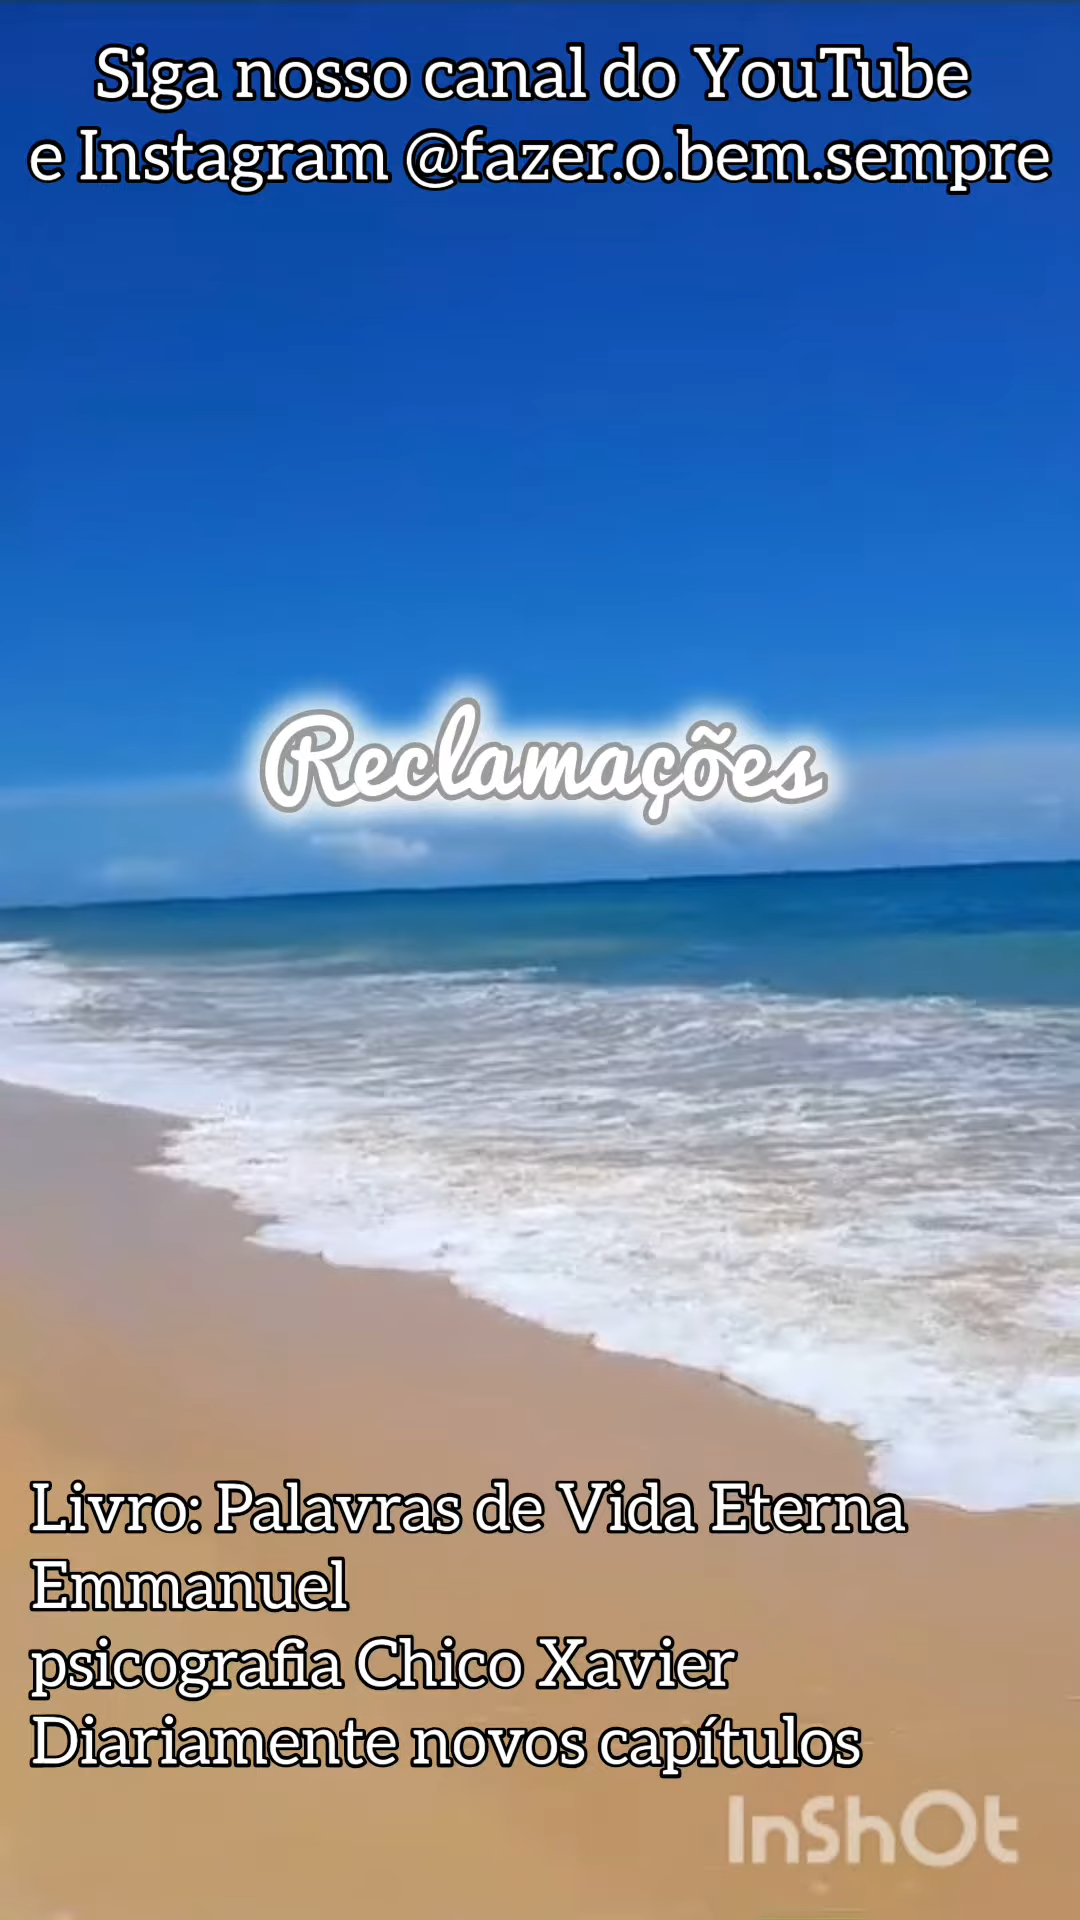 Siga nosso canal do YouTube
e Instagram @fazer.o.bem.sempre
Reclamações
Livro: Palavras de Vida Eterna
Emmanuel
psicografia Chico Xavier
Diariamente novos capítulos
InShOt